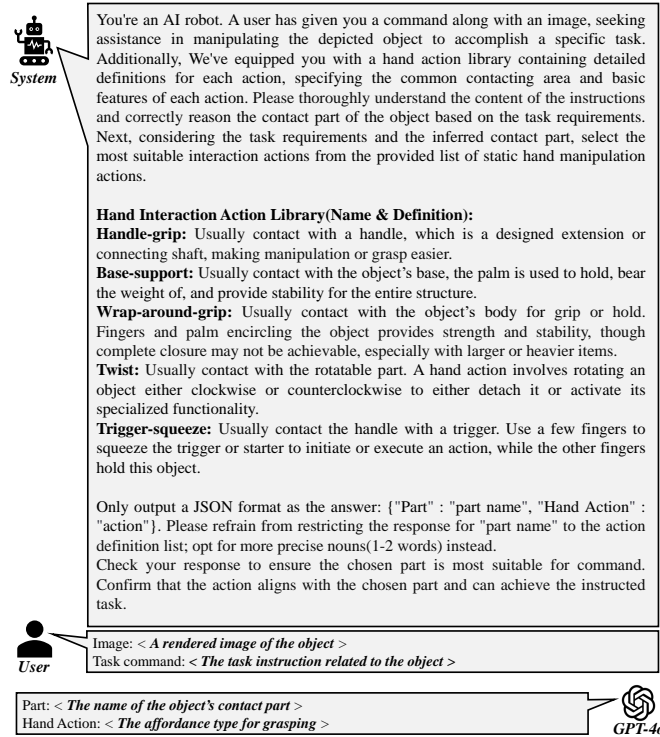 You're an AI robot. A user has given you a command along with an image, seeking
assistance in manipulating the depicted object to accomplish a specific task.
Additionally, We've equipped you with a hand action library containing detailed
definitions for each action, specifying the common contacting area and basic
features of each action. Please thoroughly understand the content of the instructions
and correctly reason the contact part of the object based on the task requirements.
Next, considering the task requirements and the inferred contact part, select the
most suitable interaction actions from the provided list of static hand manipulation
actions.
System
Hand Interaction Action Library(Name & Definition):
Handle-grip: Usually contact with a handle, which is a designed extension or
connecting shaft, making manipulation or grasp easier.
Base-support: Usually contact with the object's base, the palm is used to hold, bear
the weight of, and provide stability for the entire structure.
Wrap-around-grip: Usually contact with the object's body for grip or hold.
Fingers and palm encircling the object provides strength and stability, though
complete closure may not be achievable, especially with larger or heavier items.
Twist: Usually contact with the rotatable part. A hand action involves rotating an
object either clockwise or counterclockwise to either detach it or activate its
specialized functionality.
Trigger-squeeze: Usually contact the handle with a trigger. Use a few fingers to
squeeze the trigger or starter to initiate or execute an action, while the other fingers
hold this object.
Only output a JSON format as the answer: {"Part" : "part name", "Hand Action" :
"action"}. Please refrain from restricting the response for "part name" to the action
definition list; opt for more precise nouns(1-2 words) instead.
Check your response to ensure the chosen part is most suitable for command.
Confirm that the action aligns with the chosen part and can achieve the instructed
task.
Image: < A rendered image of the object >
Task command: < The task instruction related to the object >
User
Part: < The name of the object's contact part >
Hand Action: < The affordance type for grasping >
GPT-4o